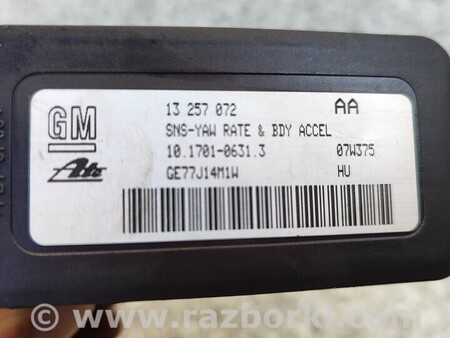 GM
13 257 072 AA
SNS-YAW RATE & BDY ACCEL
Ate
10.1701-0631.3 07W375
GE77J14M1W HU
www.razborki.com